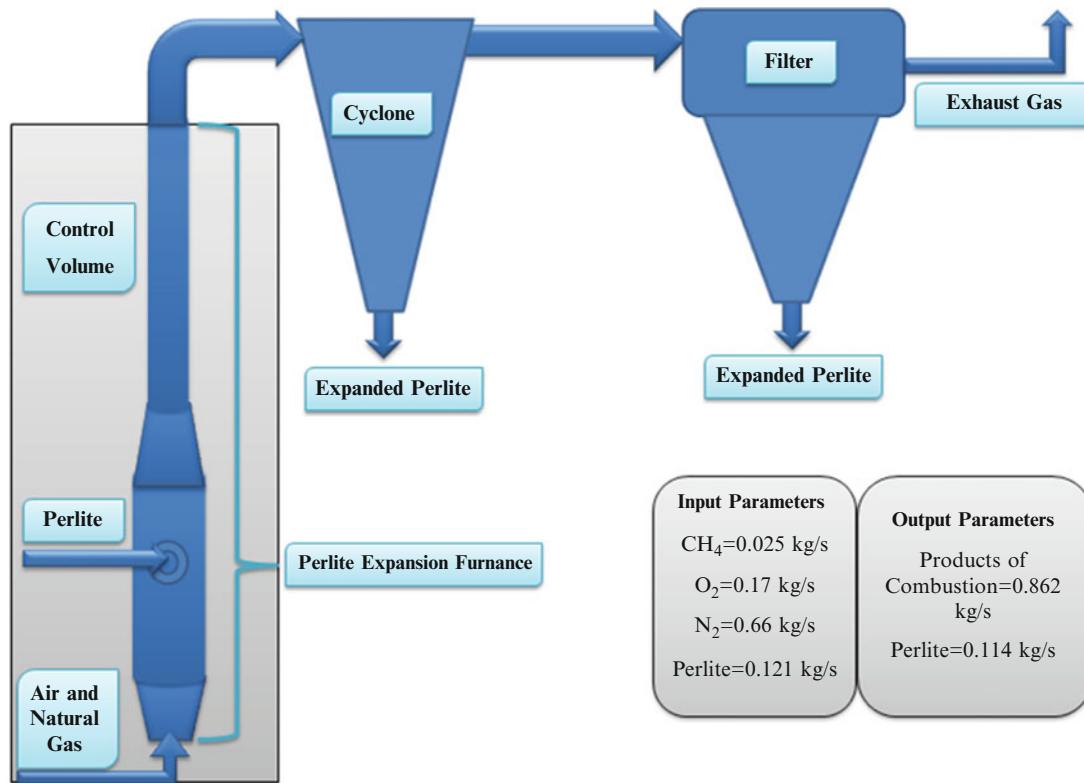 Filter
Cyclone
Exhaust Gas
Control
Volume
Expanded Perlite
Expanded Perlite
Perlite
Perlite Expansion Furnance
Air and
Natural
Gas
Input Parameters
CH₄=0.025 kg/s
O₂=0.17 kg/s
N₂=0.66 kg/s
Perlite=0.121 kg/s
Output Parameters
Products of
Combustion=0.862
kg/s
Perlite=0.114 kg/s